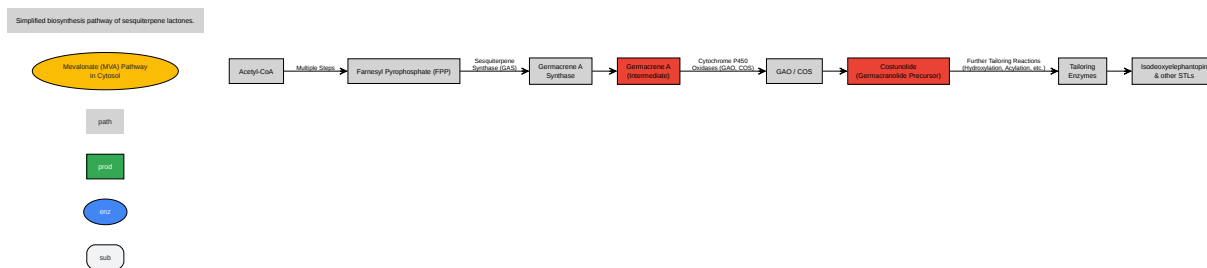 Simplified biosynthesis pathway of sesquiterpene lactones.
Mevalonate (MVA) Pathway
in Cytosol
Acetyl-CoA
Multiple Steps
Farnesyl Pyrophosphate (FPP)
Sesquiterpene
Synthase (GAS)
Germacrene A
Synthase
Germacrene A
(Intermediate)
Cytochrome P450
Oxidases (GAO, COS)
GAO / COS
Costunolide
(Germacranolide Precursor)
Further Tailoring Reactions
(Hydroxylation, Acylation, etc.)
Tailoring
Enzymes
Isodeoxyelephantopin
& other STLs
path
prod
enz
sub